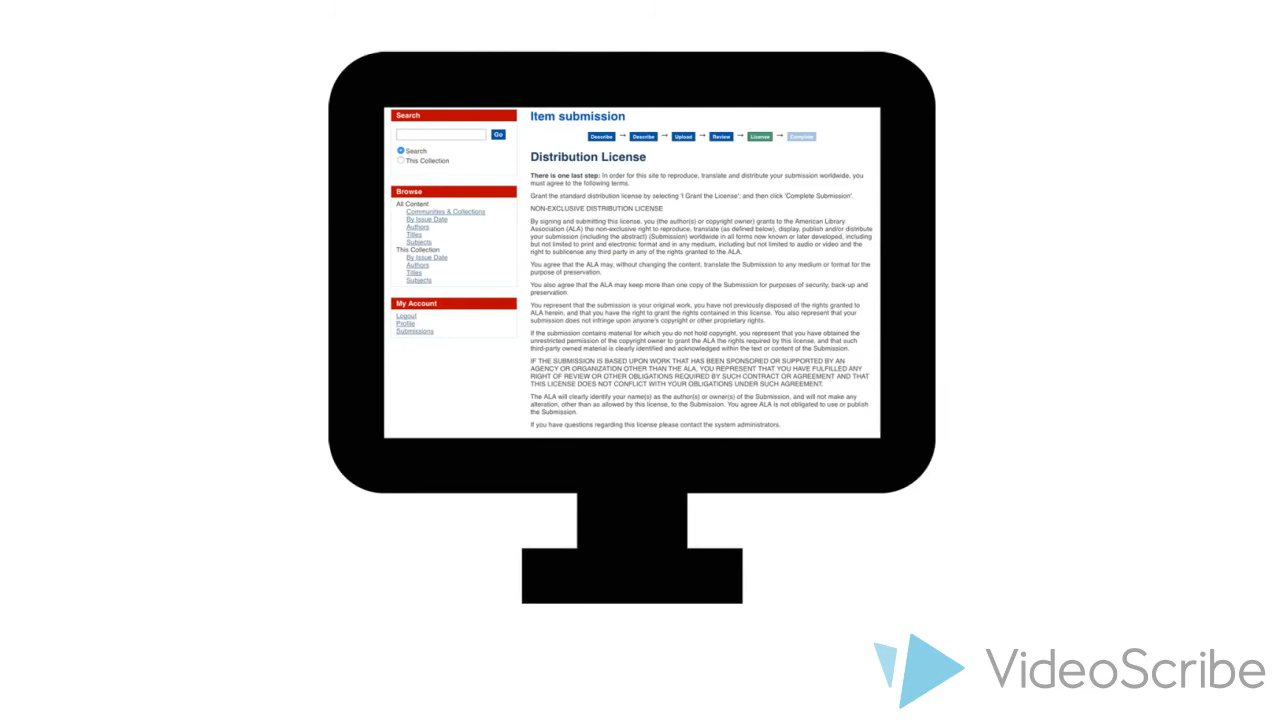 Search
Go
Search
This Collection
Browse
All Content
Communities & Collections
By Issue Date
Authors
Titles
Subjects
This Collection
By Issue Date
Authors
Titles
Subjects
My Account
Logout
Profile
Submissions
Item submission
Describe → Describe → Upload → Review → License → Complete
Distribution License
There is one last step: In order for this site to reproduce, translate and distribute your submission worldwide, you
must agree to the following terms.
Grant the standard distribution license by selecting 'I Grant the License'; and then click 'Complete Submission'.
NON-EXCLUSIVE DISTRIBUTION LICENSE
By signing and submitting this license, you (the author(s) or copyright owner) grants to the American Library
Association (ALA) the non-exclusive right to reproduce, translate (as defined below), display, publish and/or distribute
your submission (including the abstract) (Submission) worldwide in all forms now known or later developed, including
but not limited to print and electronic format and in any medium, including but not limited to audio or video and the
right to sublicense any third party in any of the rights granted to the ALA.
You agree that the ALA may, without changing the content, translate the Submission to any medium or format for the
purpose of preservation.
You also agree that the ALA may keep more than one copy of the Submission for purposes of security, back-up and
preservation.
You represent that the submission is your original work, you have not previously disposed of the rights granted to
ALA herein, and that you have the right to grant the rights contained in this license. You also represent that your
submission does not infringe upon anyone's copyright or other proprietary rights.
If the submission contains material for which you do not hold copyright, you represent that you have obtained the
unrestricted permission of the copyright owner to grant the ALA the rights required by this license, and that such
third-party owned material is clearly identified and acknowledged within the text or content of the Submission.
IF THE SUBMISSION IS BASED UPON WORK THAT HAS BEEN SPONSORED OR SUPPORTED BY AN
AGENCY OR ORGANIZATION OTHER THAN THE ALA, YOU REPRESENT THAT YOU HAVE FULFILLED ANY
RIGHT OF REVIEW OR OTHER OBLIGATIONS REQUIRED BY SUCH CONTRACT OR AGREEMENT AND THAT
THIS LICENSE DOES NOT CONFLICT WITH YOUR OBLIGATIONS UNDER SUCH AGREEMENT.
The ALA will clearly identify your name(s) as the author(s) or owner(s) of the Submission, and will not make any
alteration, other than as allowed by this license, to the Submission. You agree ALA is not obligated to use or publish
the Submission.
If you have questions regarding this license please contact the system administrators.
VideoScribe